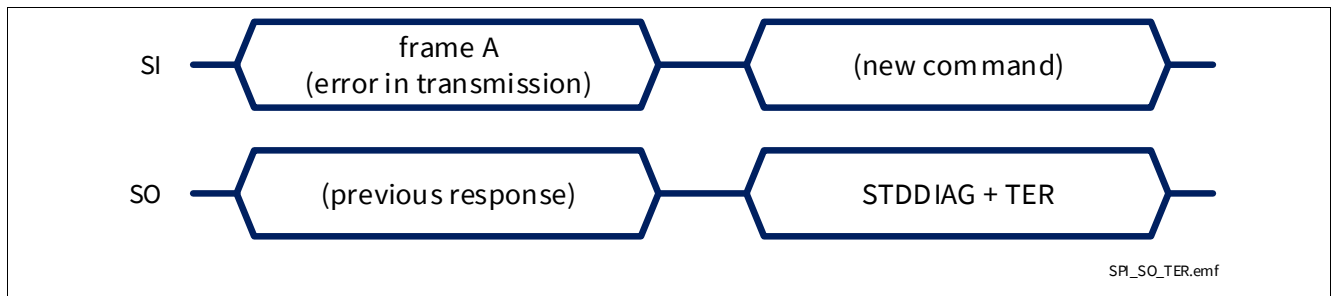 SI
frame A
(error in transmission)
(new command)
SO
(previous response)
STDDIAG + TER
SPI_SO_TER.emf